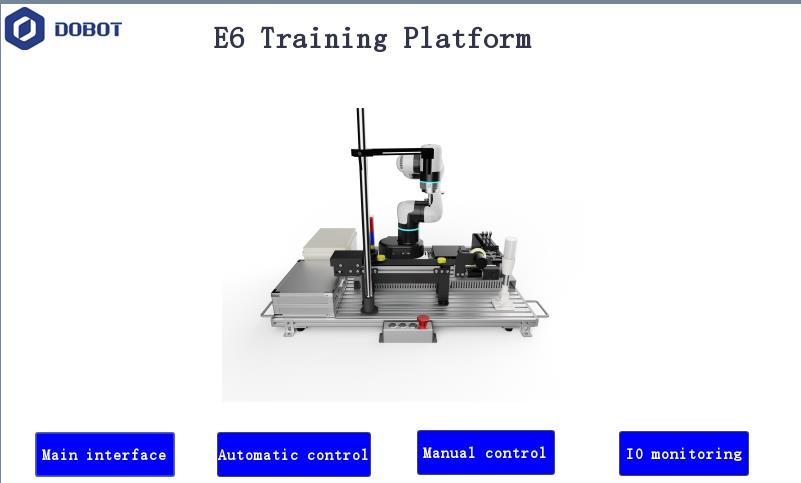 DOBOT
E6 Training Platform
Main interface
Automatic control
Manual control
IO monitoring